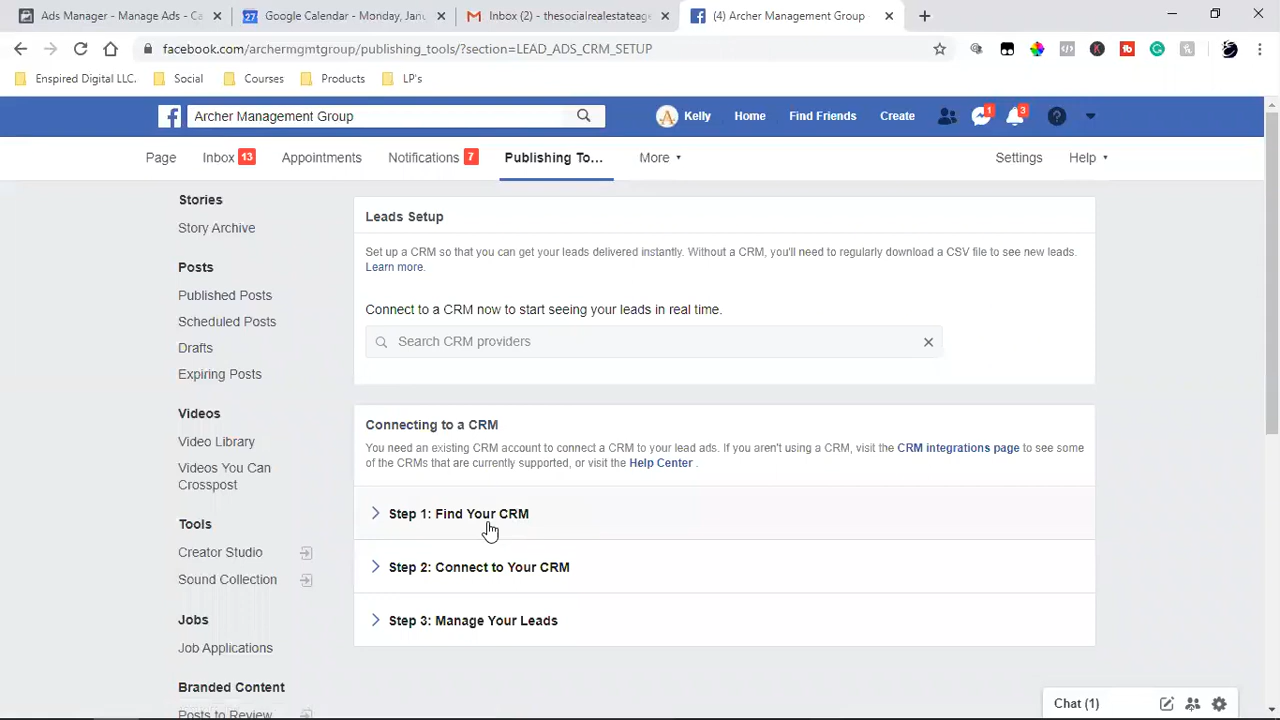 Ads Manager - Manage Ads - Ca
27 Google Calendar - Monday, Janu
Inbox (2) - thesocialrealestateage
(4) Archer Management Group
facebook.com/archermgmtgroup/publishing_tools/?section=LEAD_ADS_CRM_SETUP
Enspired Digital LLC.
Social
Courses
Products
LP's
Archer Management Group
Kelly
Home
Find Friends
Create
1
3
Page
Inbox 13
Appointments
Notifications 7
Publishing To...
More
Settings
Help
Stories
Story Archive
Posts
Published Posts
Scheduled Posts
Drafts
Expiring Posts
Videos
Video Library
Videos You Can
Crosspost
Tools
Creator Studio
Sound Collection
Jobs
Job Applications
Branded Content
Posts to Review
Leads Setup
Set up a CRM so that you can get your leads delivered instantly. Without a CRM, you'll need to regularly download a CSV file to see new leads.
Learn more.
Connect to a CRM now to start seeing your leads in real time.
Search CRM providers
Connecting to a CRM
You need an existing CRM account to connect a CRM to your lead ads. If you aren't using a CRM, visit the CRM integrations page to see some
of the CRMs that are currently supported, or visit the Help Center .
Step 1: Find Your CRM
Step 2: Connect to Your CRM
Step 3: Manage Your Leads
Chat (1)